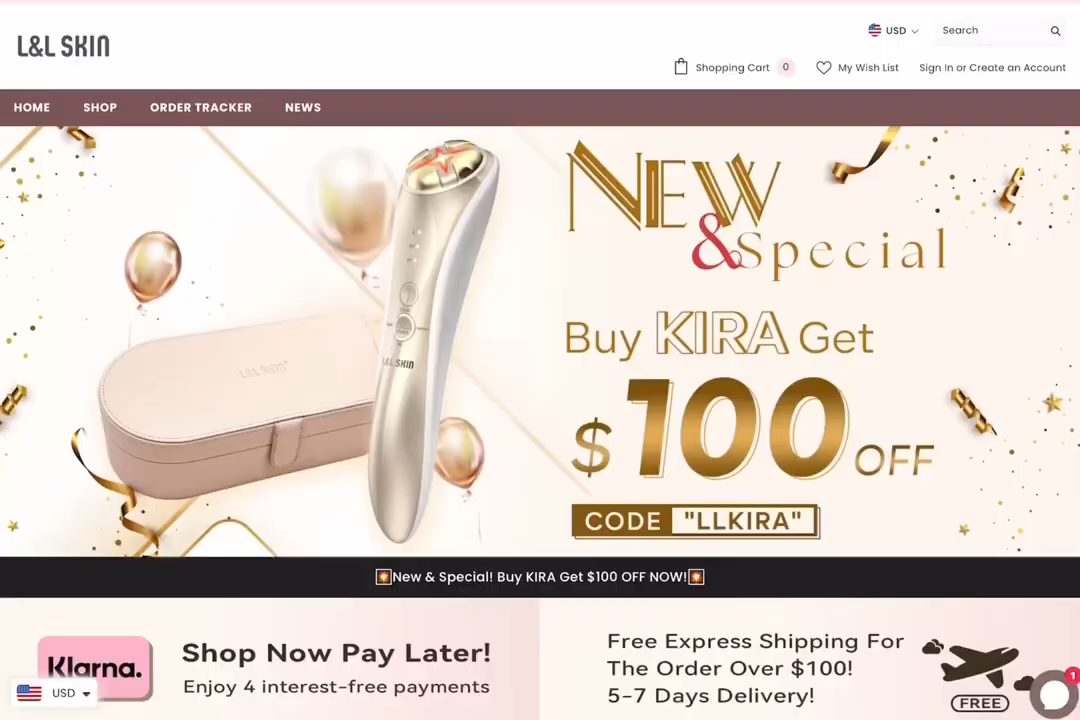 L&L SKIN
USD
Search
Shopping Cart 0
My Wish List
Sign In or Create an Account
HOME
SHOP
ORDER TRACKER
NEWS
NEW
&Special
Buy KIRA Get
$100 OFF
CODE "LLKIRA"
L&L SKIN
L&L SKIN
💥New & Special! Buy KIRA Get $100 OFF NOW!💥
Klarna.
Shop Now Pay Later!
Enjoy 4 interest-free payments
Free Express Shipping For
The Order Over $100!
5-7 Days Delivery!
FREE
USD
1